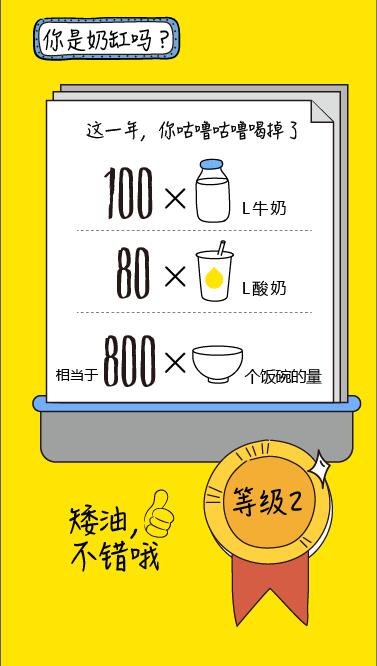 你是奶缸吗？
这一年，你咕噜咕噜喝掉了
100 × L牛奶
80 × L酸奶
相当于 800 × 个饭碗的量
等级2
矮油，
不错哦